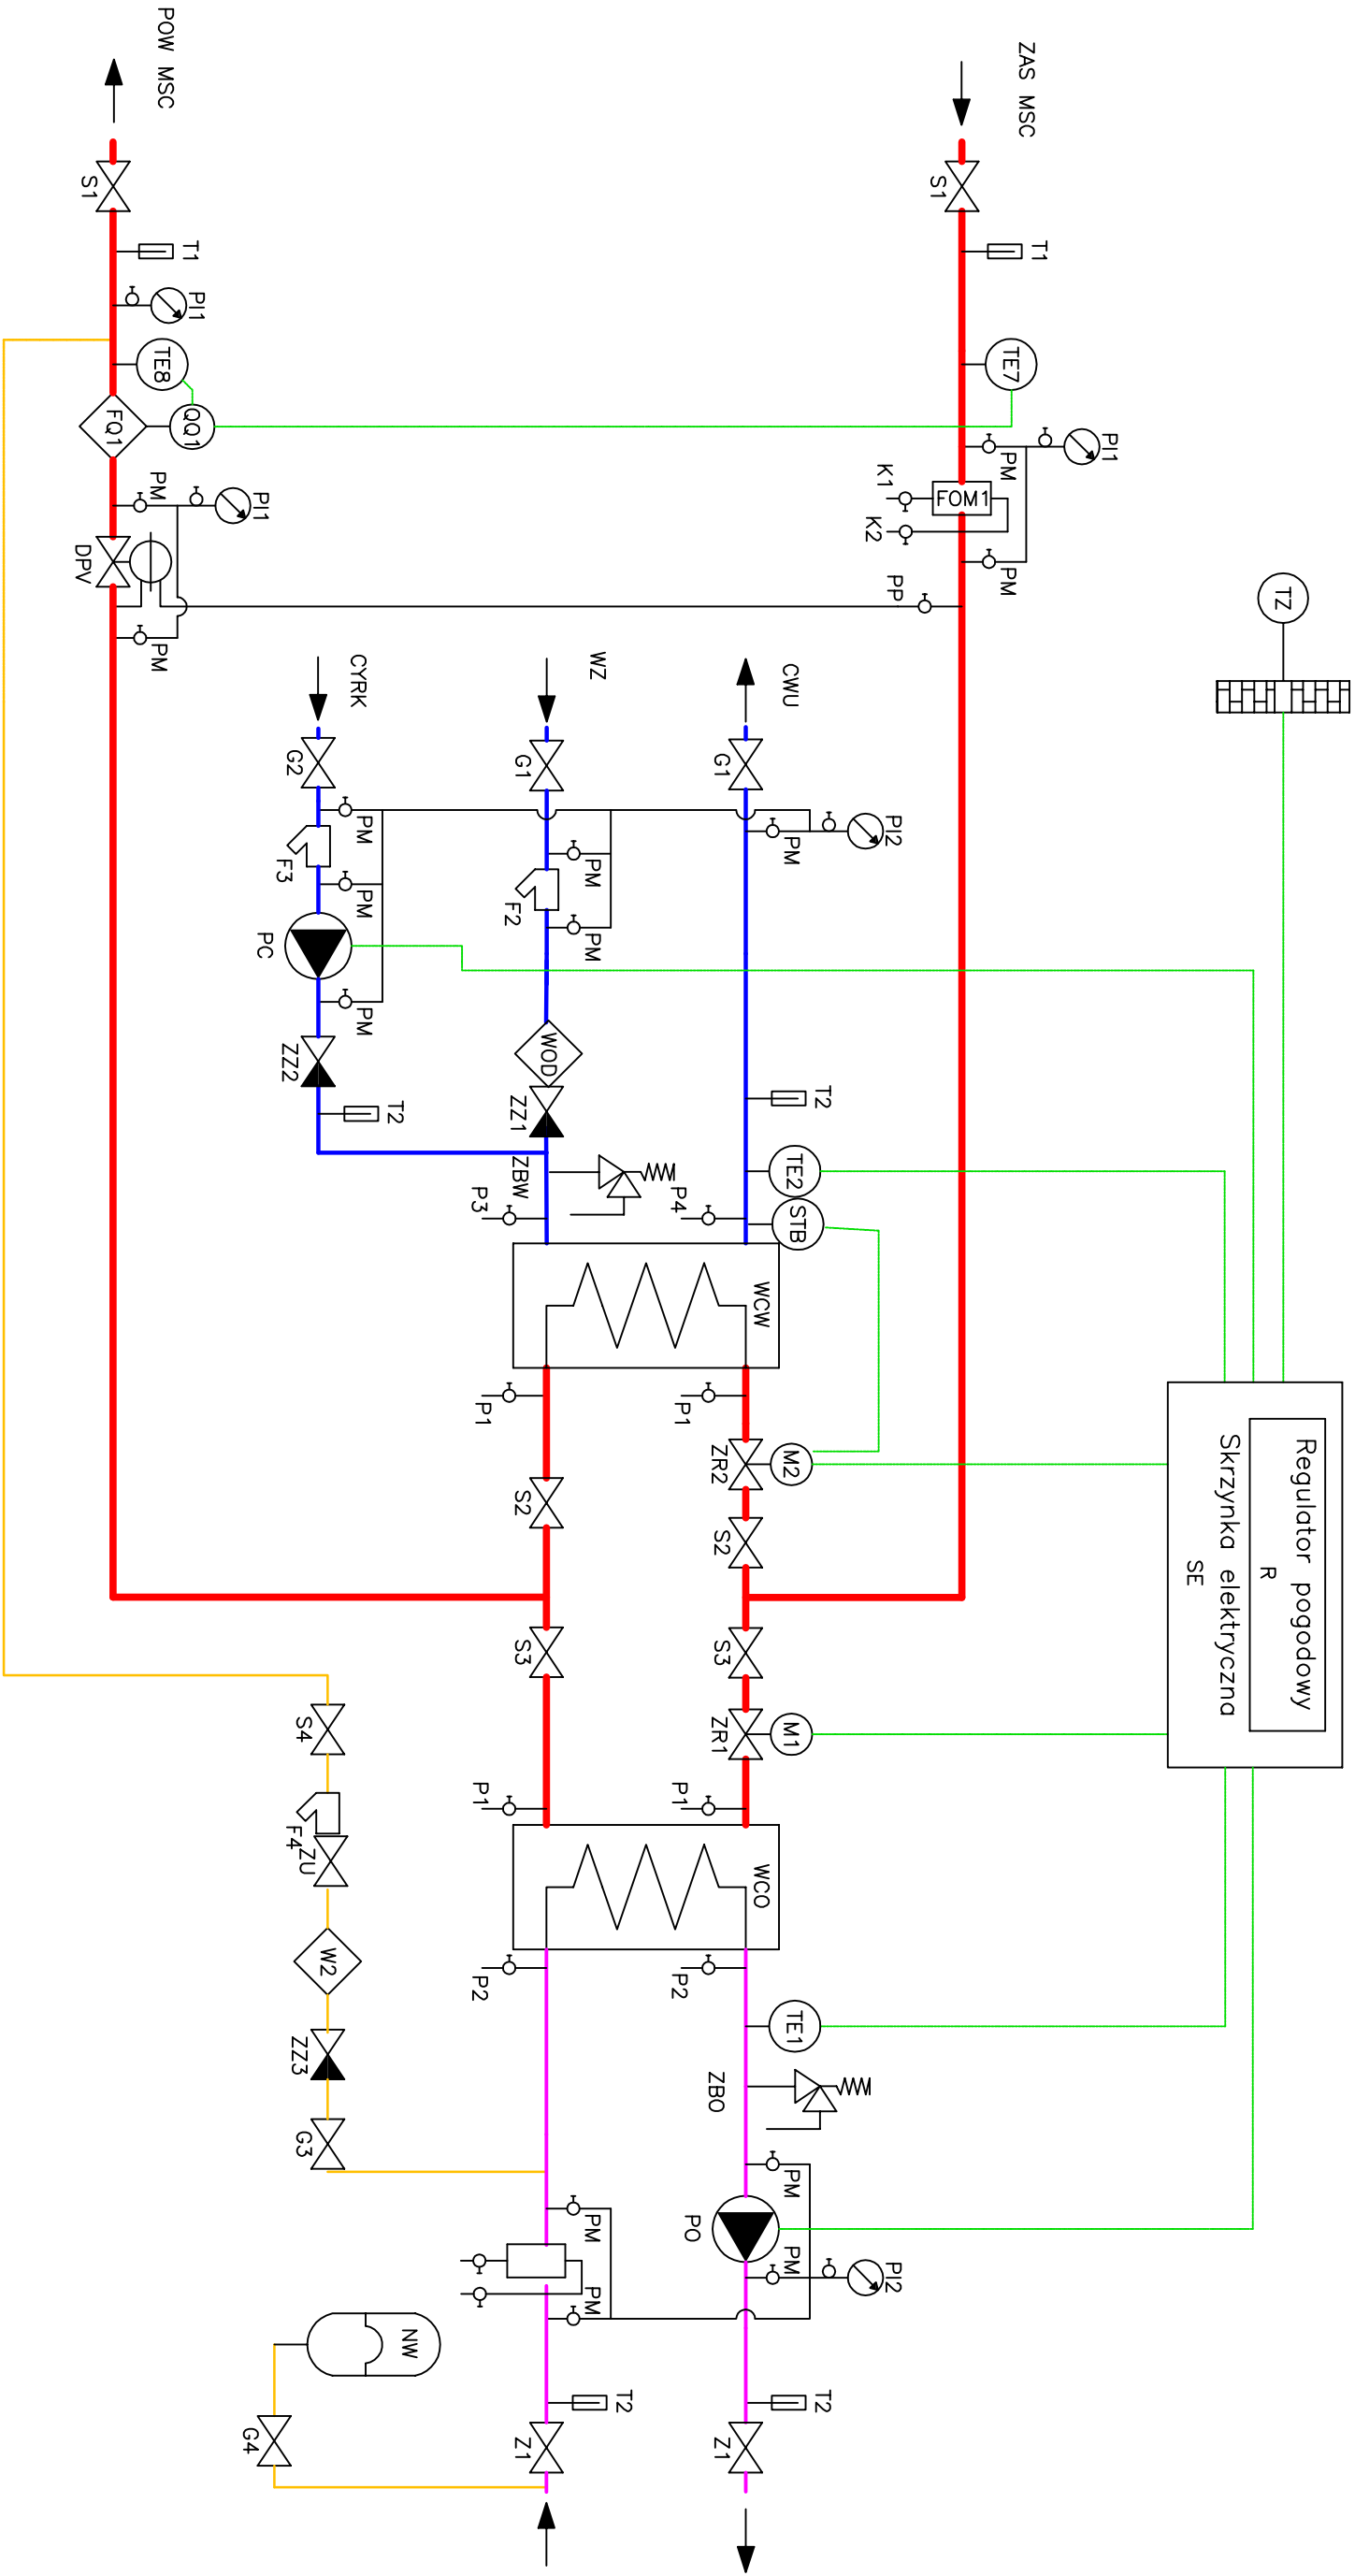 POW MSC
ZAS MSC
S1
S1
T1
T1
PI1
TE8
TE7
QQ1
FQ1
PI1
PM
K1
FOM1
K2
PM
PI1
PM
DPV
PP
TZ
PM
CYRK
WZ
CWU
G2
G1
G1
PM
PI2
PM
F3
PM
F2
PM
PM
PC
PM
WOD
ZZ2
ZZ1
T2
T2
ZBW
TE2
P3
P4
STB
WCW
P1
P1
Regulator pogodowy
R
Skrzynka elektryczna
SE
ZR2
M2
S2
S2
S3
S3
S4
ZR1
M1
P1
P1
F4
ZU
WCO
W2
P2
P2
TE1
ZZ3
ZBO
G3
PM
PM
PO
PM
PI2
PM
NW
T2
T2
G4
Z1
Z1